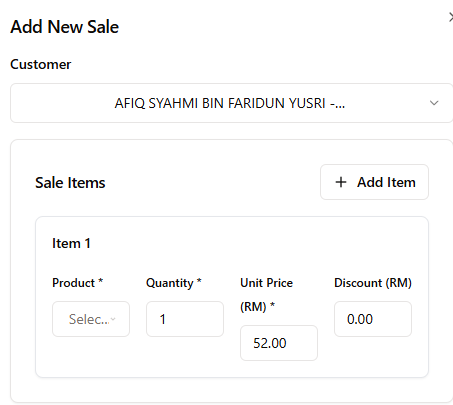 Add New Sale
Customer
AFIQ SYAHMI BIN FARIDUN YUSRI -...
Sale Items
+ Add Item
Item 1
Product * Quantity * Unit Price (RM) * Discount (RM)
Selec... 1 52.00 0.00